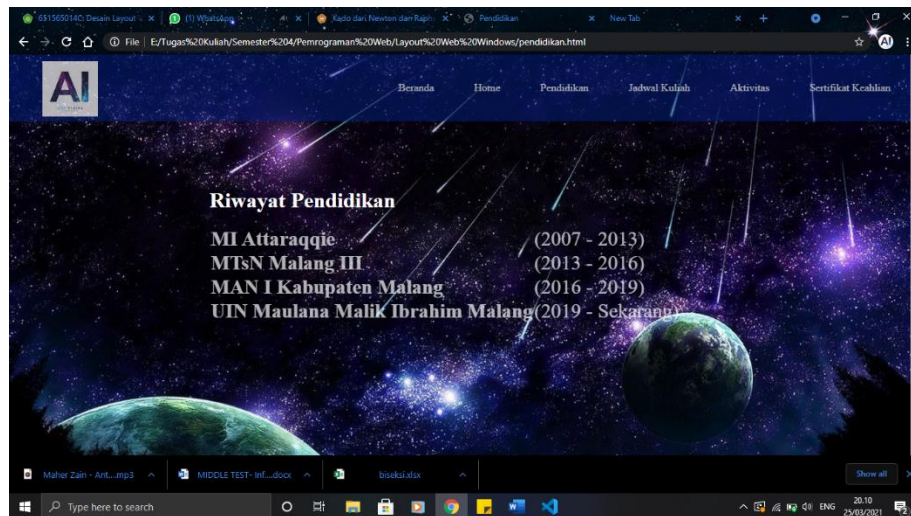 651565014C: Desain Layout
(1) WhatsApp
Kado dari Newton dan Raph
Pendidikan
New Tab
File | E:/Tugas%20Kuliah/Semester%204/Pemrograman%20Web/Layout%20Web%20Windows/pendidikan.html
AI
AI
Beranda Home Pendidikan Jadwal Kuliah Aktivitas Sertifikat Keahlian
Riwayat Pendidikan
MI Attaraqqie (2007 - 2013)
MTsN Malang III (2013 - 2016)
MAN I Kabupaten Malang (2016 - 2019)
UIN Maulana Malik Ibrahim Malang(2019 - Sekarang)
Maher Zain - Ant....mp3
MIDDLE TEST- Inf....docx
biseksi.xlsx
Show all
Type here to search
ENG
20.10
25/03/2021